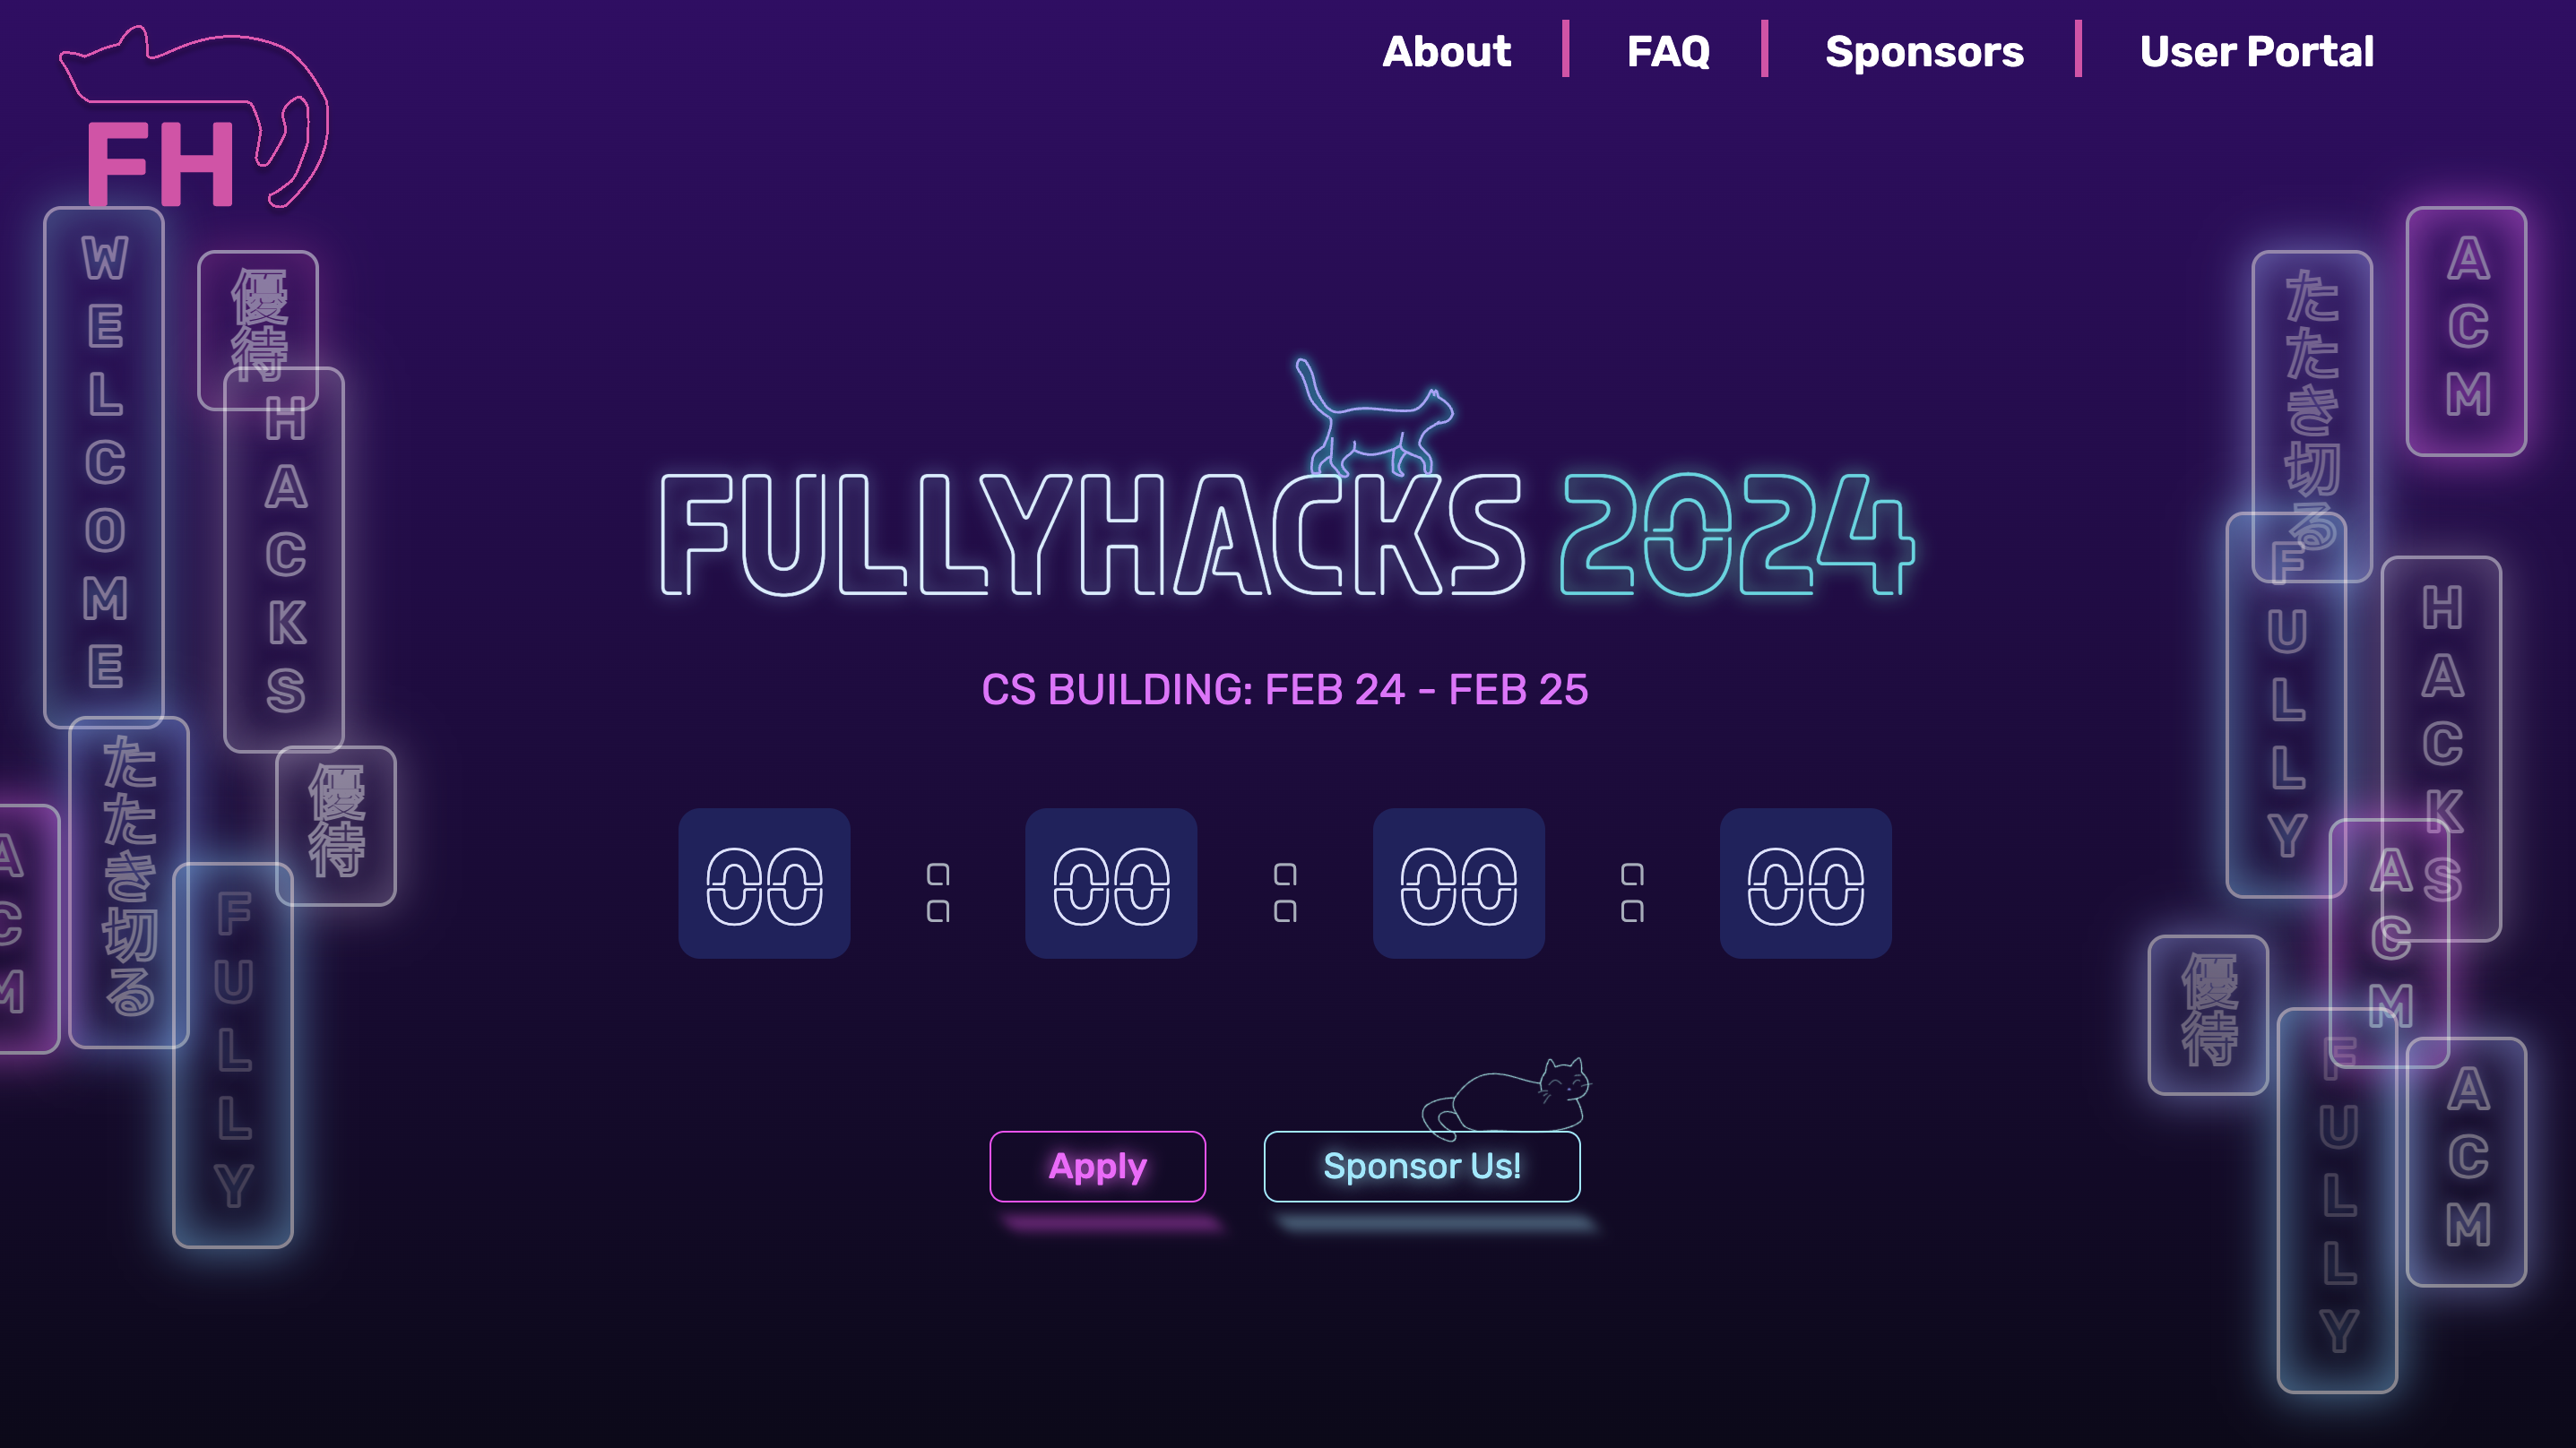 About
FAQ
Sponsors
User Portal
FH
WELCOME
優待
HACKS
たたき切る
優待
ACM
FULLY
FULLYHACKS 2024
CS BUILDING: FEB 24 - FEB 25
00 : 00 : 00 : 00
Apply
Sponsor Us!
たたき切る
ACM
FULLY
HACKS
ACM
優待
FULLY
ACM